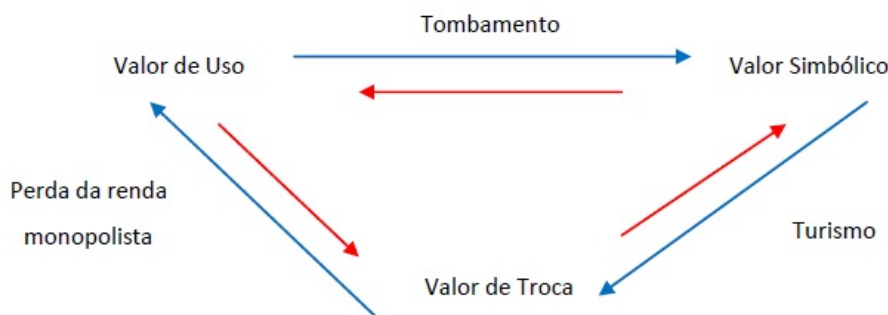 Tombamento
Valor de Uso
Valor Simbólico
Perda da renda
monopolista
Turismo
Valor de Troca